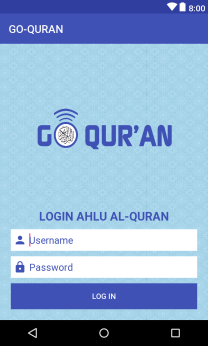 8:00
GO-QURAN
GO QUR'AN
LOGIN AHLU AL-QURAN
Username
Password
LOG IN